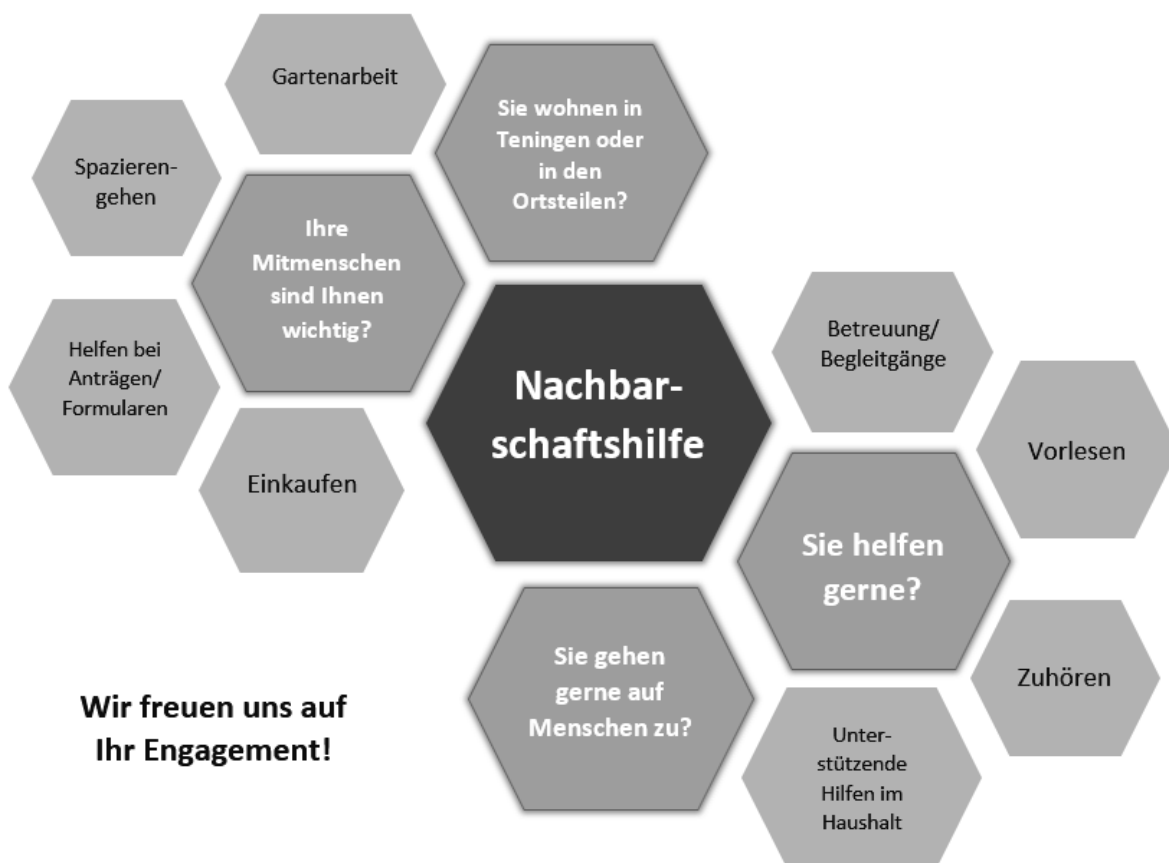 Gartenarbeit
Sie wohnen in
Teningen oder
in den
Ortsteilen?
Spazieren-
gehen
Ihre
Mitmenschen
sind Ihnen
wichtig?
Helfen bei
Anträgen/
Formularen
Einkaufen
Nachbar-
schaftshilfe
Betreuung/
Begleitgänge
Vorlesen
Sie helfen
gerne?
Sie gehen
gerne auf
Menschen zu?
Zuhören
Unter-
stützende
Hilfen im
Haushalt
Wir freuen uns auf
Ihr Engagement!